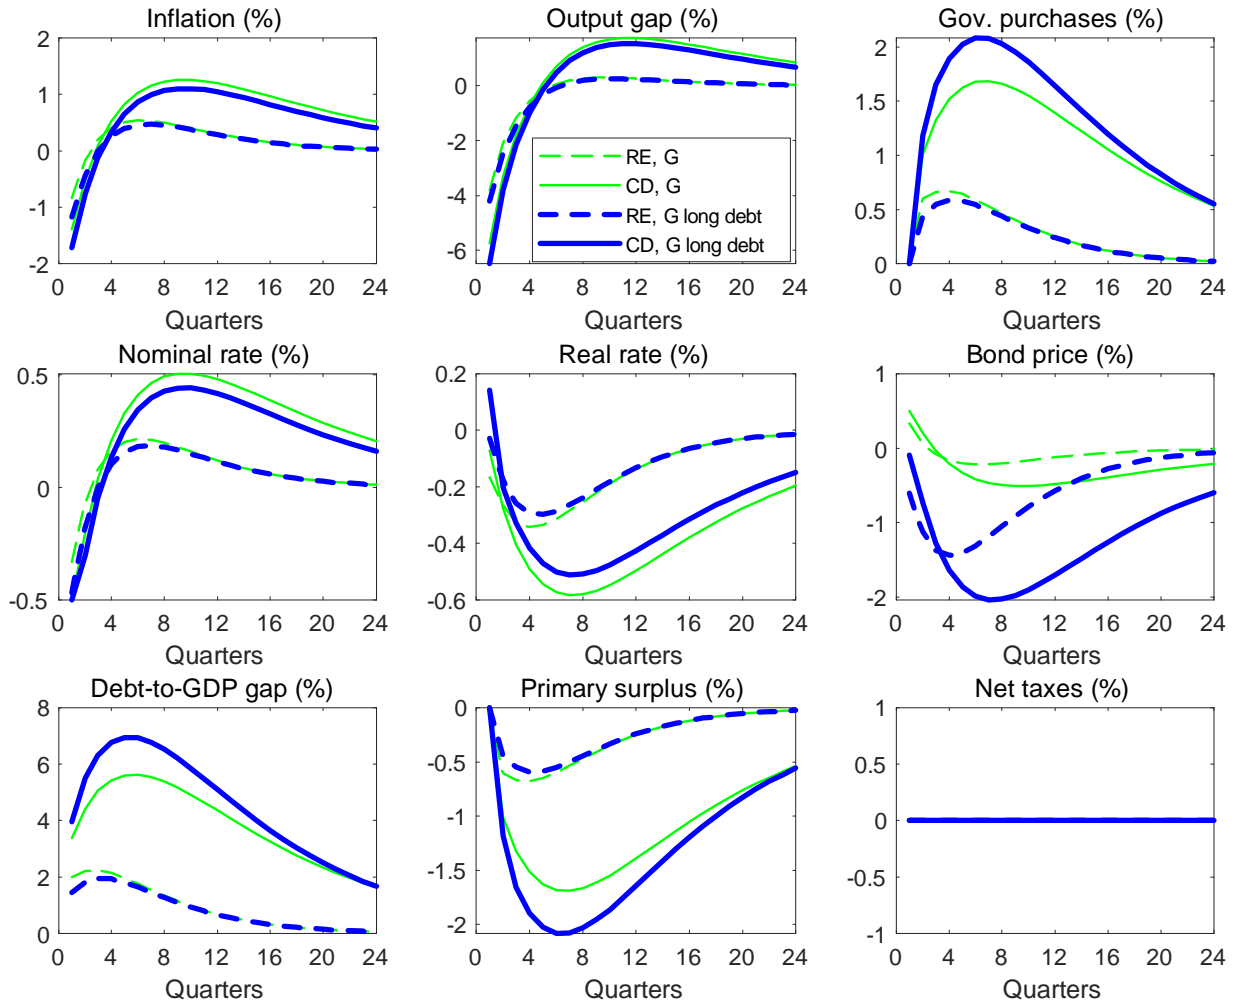 Inflation (%)
2
1
0
-1
-2
0 4 8 12 16 20 24
Quarters
Output gap (%)
0
-2
-4
-6
0 4 8 12 16 20 24
Quarters
RE, G
CD, G
RE, G long debt
CD, G long debt
Gov. purchases (%)
2
1.5
1
0.5
0
0 4 8 12 16 20 24
Quarters
Nominal rate (%)
0.5
0
-0.5
0 4 8 12 16 20 24
Quarters
Real rate (%)
0.2
0
-0.2
-0.4
-0.6
0 4 8 12 16 20 24
Quarters
Bond price (%)
1
0
-1
-2
0 4 8 12 16 20 24
Quarters
Debt-to-GDP gap (%)
8
6
4
2
0
0 4 8 12 16 20 24
Quarters
Primary surplus (%)
0
-0.5
-1
-1.5
-2
0 4 8 12 16 20 24
Quarters
Net taxes (%)
1
0.5
0
-0.5
-1
0 4 8 12 16 20 24
Quarters